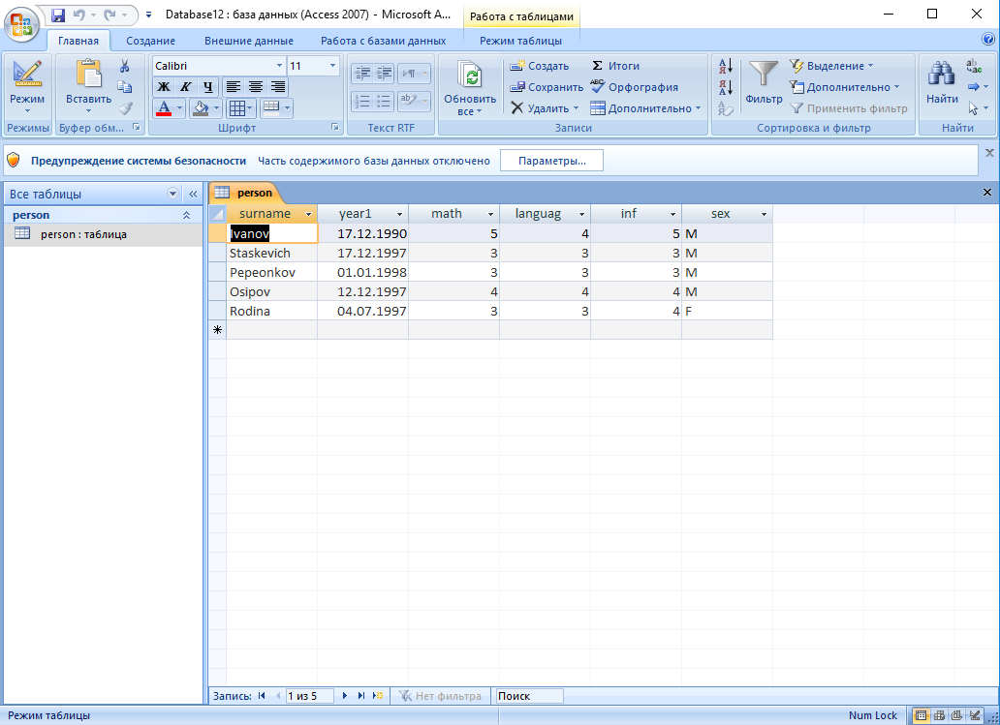 Database12 : база данных (Access 2007) - Microsoft A...
Работа с таблицами
Главная
Создание
Внешние данные
Работа с базами данных
Режим таблицы
Режим
Режимы
Вставить
Буфер обм...
Calibri
11
Ж К Ч
А
Шрифт
Текст RTF
Обновить
все
Создать
Сохранить
Удалить
Итоги
Орфография
Дополнительно
Записи
Фильтр
Выделение
Дополнительно
Применить фильтр
Сортировка и фильтр
Найти
Найти
Предупреждение системы безопасности Часть содержимого базы данных отключено Параметры...
Все таблицы
person
person : таблица
person
surname year1 math languag inf sex
Ivanov 17.12.1990 5 4 5 M
Staskevich 17.12.1997 3 3 3 M
Pepeonkov 01.01.1998 3 3 3 M
Osipov 12.12.1997 4 4 4 M
Rodina 04.07.1997 3 3 4 F
Запись: 1 из 5 Нет фильтра Поиск
Режим таблицы
Num Lock